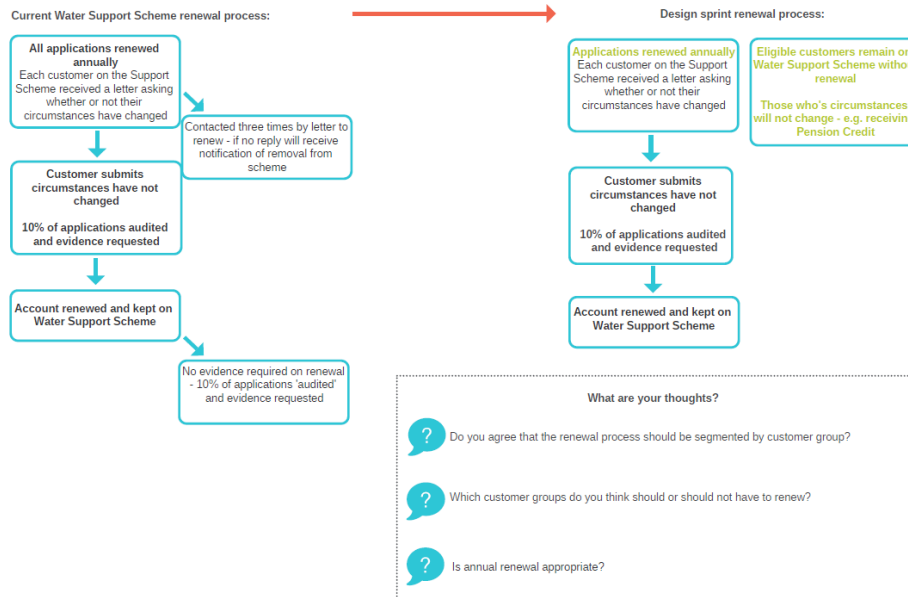 Current Water Support Scheme renewal process:
All applications renewed
annually
Each customer on the Support
Scheme received a letter asking
whether or not their
circumstances have changed
Contacted three times by letter to
renew - if no reply will receive
notification of removal from
scheme
Customer submits
circumstances have not
changed
10% of applications audited
and evidence requested
Account renewed and kept on
Water Support Scheme
No evidence required on renewal
- 10% of applications 'audited'
and evidence requested
Design sprint renewal process:
Applications renewed annually
Each customer on the Support
Scheme received a letter asking
whether or not their
circumstances have changed
Eligible customers remain on
Water Support Scheme without
renewal
Those who's circumstances
will not change - e.g. receiving
Pension Credit
Customer submits
circumstances have not
changed
10% of applications audited
and evidence requested
Account renewed and kept on
Water Support Scheme
What are your thoughts?
? Do you agree that the renewal process should be segmented by customer group?
? Which customer groups do you think should or should not have to renew?
? Is annual renewal appropriate?